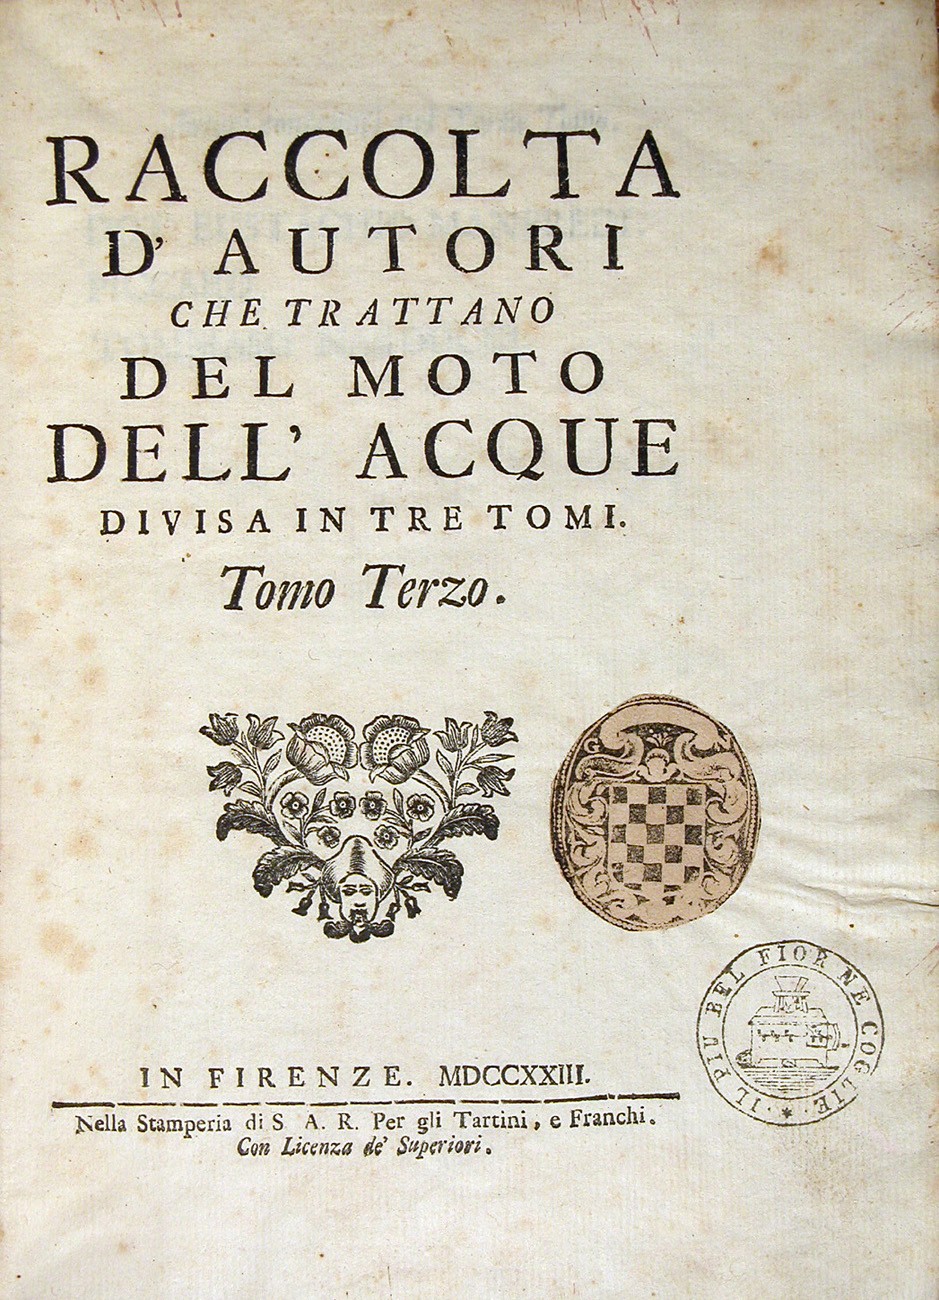 RACCOLTA
D' AUTORI
CHE TRATTANO
DEL MOTO
DELL' ACQUE
DIVISA IN TRE TOMI.
Tomo Terzo.
G
IL PIU BEL FIOR NE COGLIE
IN FIRENZE. MDCCXXIII.
Nella Stamperia di S. A. R. Per gli Tartini, e Franchi.
Con Licenza de' Superiori.